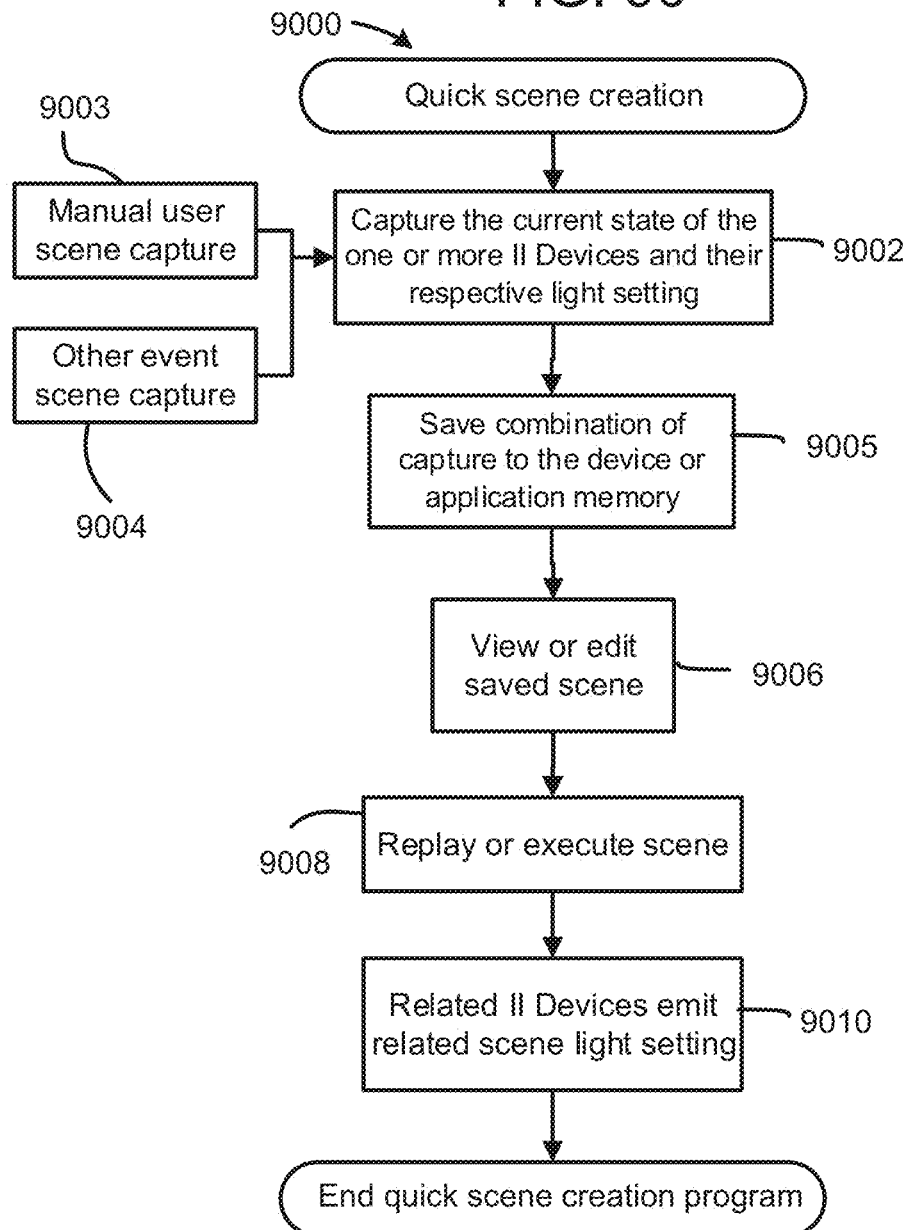 9000
Quick scene creation
9003
Manual user
scene capture
Capture the current state of the
one or more II Devices and their
respective light setting
9002
Other event
scene capture
9004
Save combination of
capture to the device or
application memory
9005
View or edit
saved scene
9006
Replay or execute scene
9008
Related II Devices emit
related scene light setting
9010
End quick scene creation program